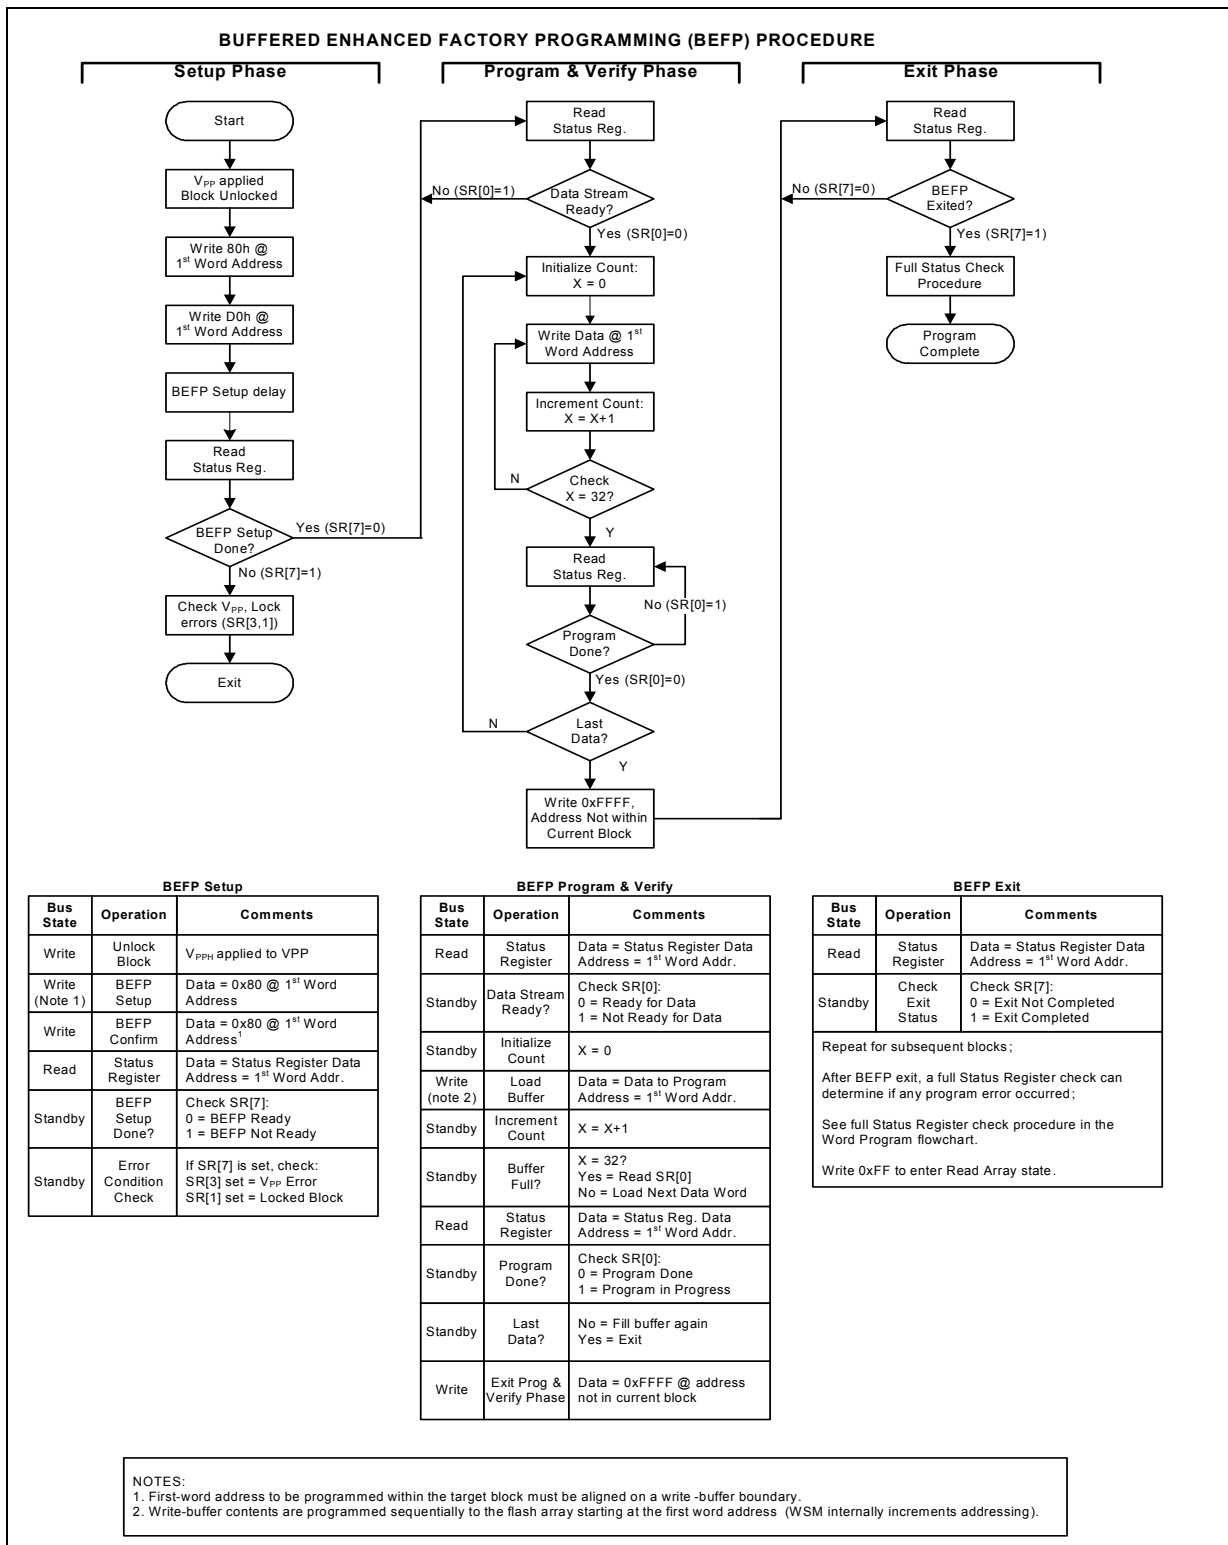 BUFFERED ENHANCED FACTORY PROGRAMMING (BEFP) PROCEDURE
Setup Phase
Start
VPP applied
Block Unlocked
Write 80h @
1st Word Address
Write D0h @
1st Word Address
BEFP Setup delay
Read
Status Reg.
BEFP Setup
Done?
Yes (SR[7]=0)
No (SR[7]=1)
Check VPP, Lock
errors (SR[3,1])
Exit
Program & Verify Phase
Read
Status Reg.
No (SR[0]=1)
Data Stream
Ready?
Yes (SR[0]=0)
Initialize Count:
X = 0
Write Data @ 1st
Word Address
Increment Count:
X = X+1
N
Check
X = 32?
Y
Read
Status Reg.
No (SR[0]=1)
Program
Done?
Yes (SR[0]=0)
N
Last
Data?
Y
Write 0xFFFF,
Address Not within
Current Block
Exit Phase
Read
Status Reg.
No (SR[7]=0)
BEFP
Exited?
Yes (SR[7]=1)
Full Status Check
Procedure
Program
Complete
BEFP Setup
Bus State Operation Comments
Write Unlock Block VPPH applied to VPP
Write (Note 1) BEFP Setup Data = 0x80 @ 1st Word Address
Write BEFP Confirm Data = 0x80 @ 1st Word Address1
Read Status Register Data = Status Register Data Address = 1st Word Addr.
Standby BEFP Setup Done? Check SR[7]: 0 = BEFP Ready 1 = BEFP Not Ready
Standby Error Condition Check If SR[7] is set, check: SR[3] set = VPP Error SR[1] set = Locked Block
BEFP Program & Verify
Bus State Operation Comments
Read Status Register Data = Status Register Data Address = 1st Word Addr.
Standby Data Stream Ready? Check SR[0]: 0 = Ready for Data 1 = Not Ready for Data
Standby Initialize Count X = 0
Write (note 2) Load Buffer Data = Data to Program Address = 1st Word Addr.
Standby Increment Count X = X+1
Standby Buffer Full? X = 32? Yes = Read SR[0] No = Load Next Data Word
Read Status Register Data = Status Reg. Data Address = 1st Word Addr.
Standby Program Done? Check SR[0]: 0 = Program Done 1 = Program in Progress
Standby Last Data? No = Fill buffer again Yes = Exit
Write Exit Prog & Verify Phase Data = 0xFFFF @ address not in current block
BEFP Exit
Bus State Operation Comments
Read Status Register Data = Status Register Data Address = 1st Word Addr.
Standby Check Exit Status Check SR[7]: 0 = Exit Not Completed 1 = Exit Completed
Repeat for subsequent blocks;
After BEFP exit, a full Status Register check can
determine if any program error occurred;
See full Status Register check procedure in the
Word Program flowchart.
Write 0xFF to enter Read Array state.
NOTES:
1. First-word address to be programmed within the target block must be aligned on a write -buffer boundary.
2. Write-buffer contents are programmed sequentially to the flash array starting at the first word address (WSM internally increments addressing).